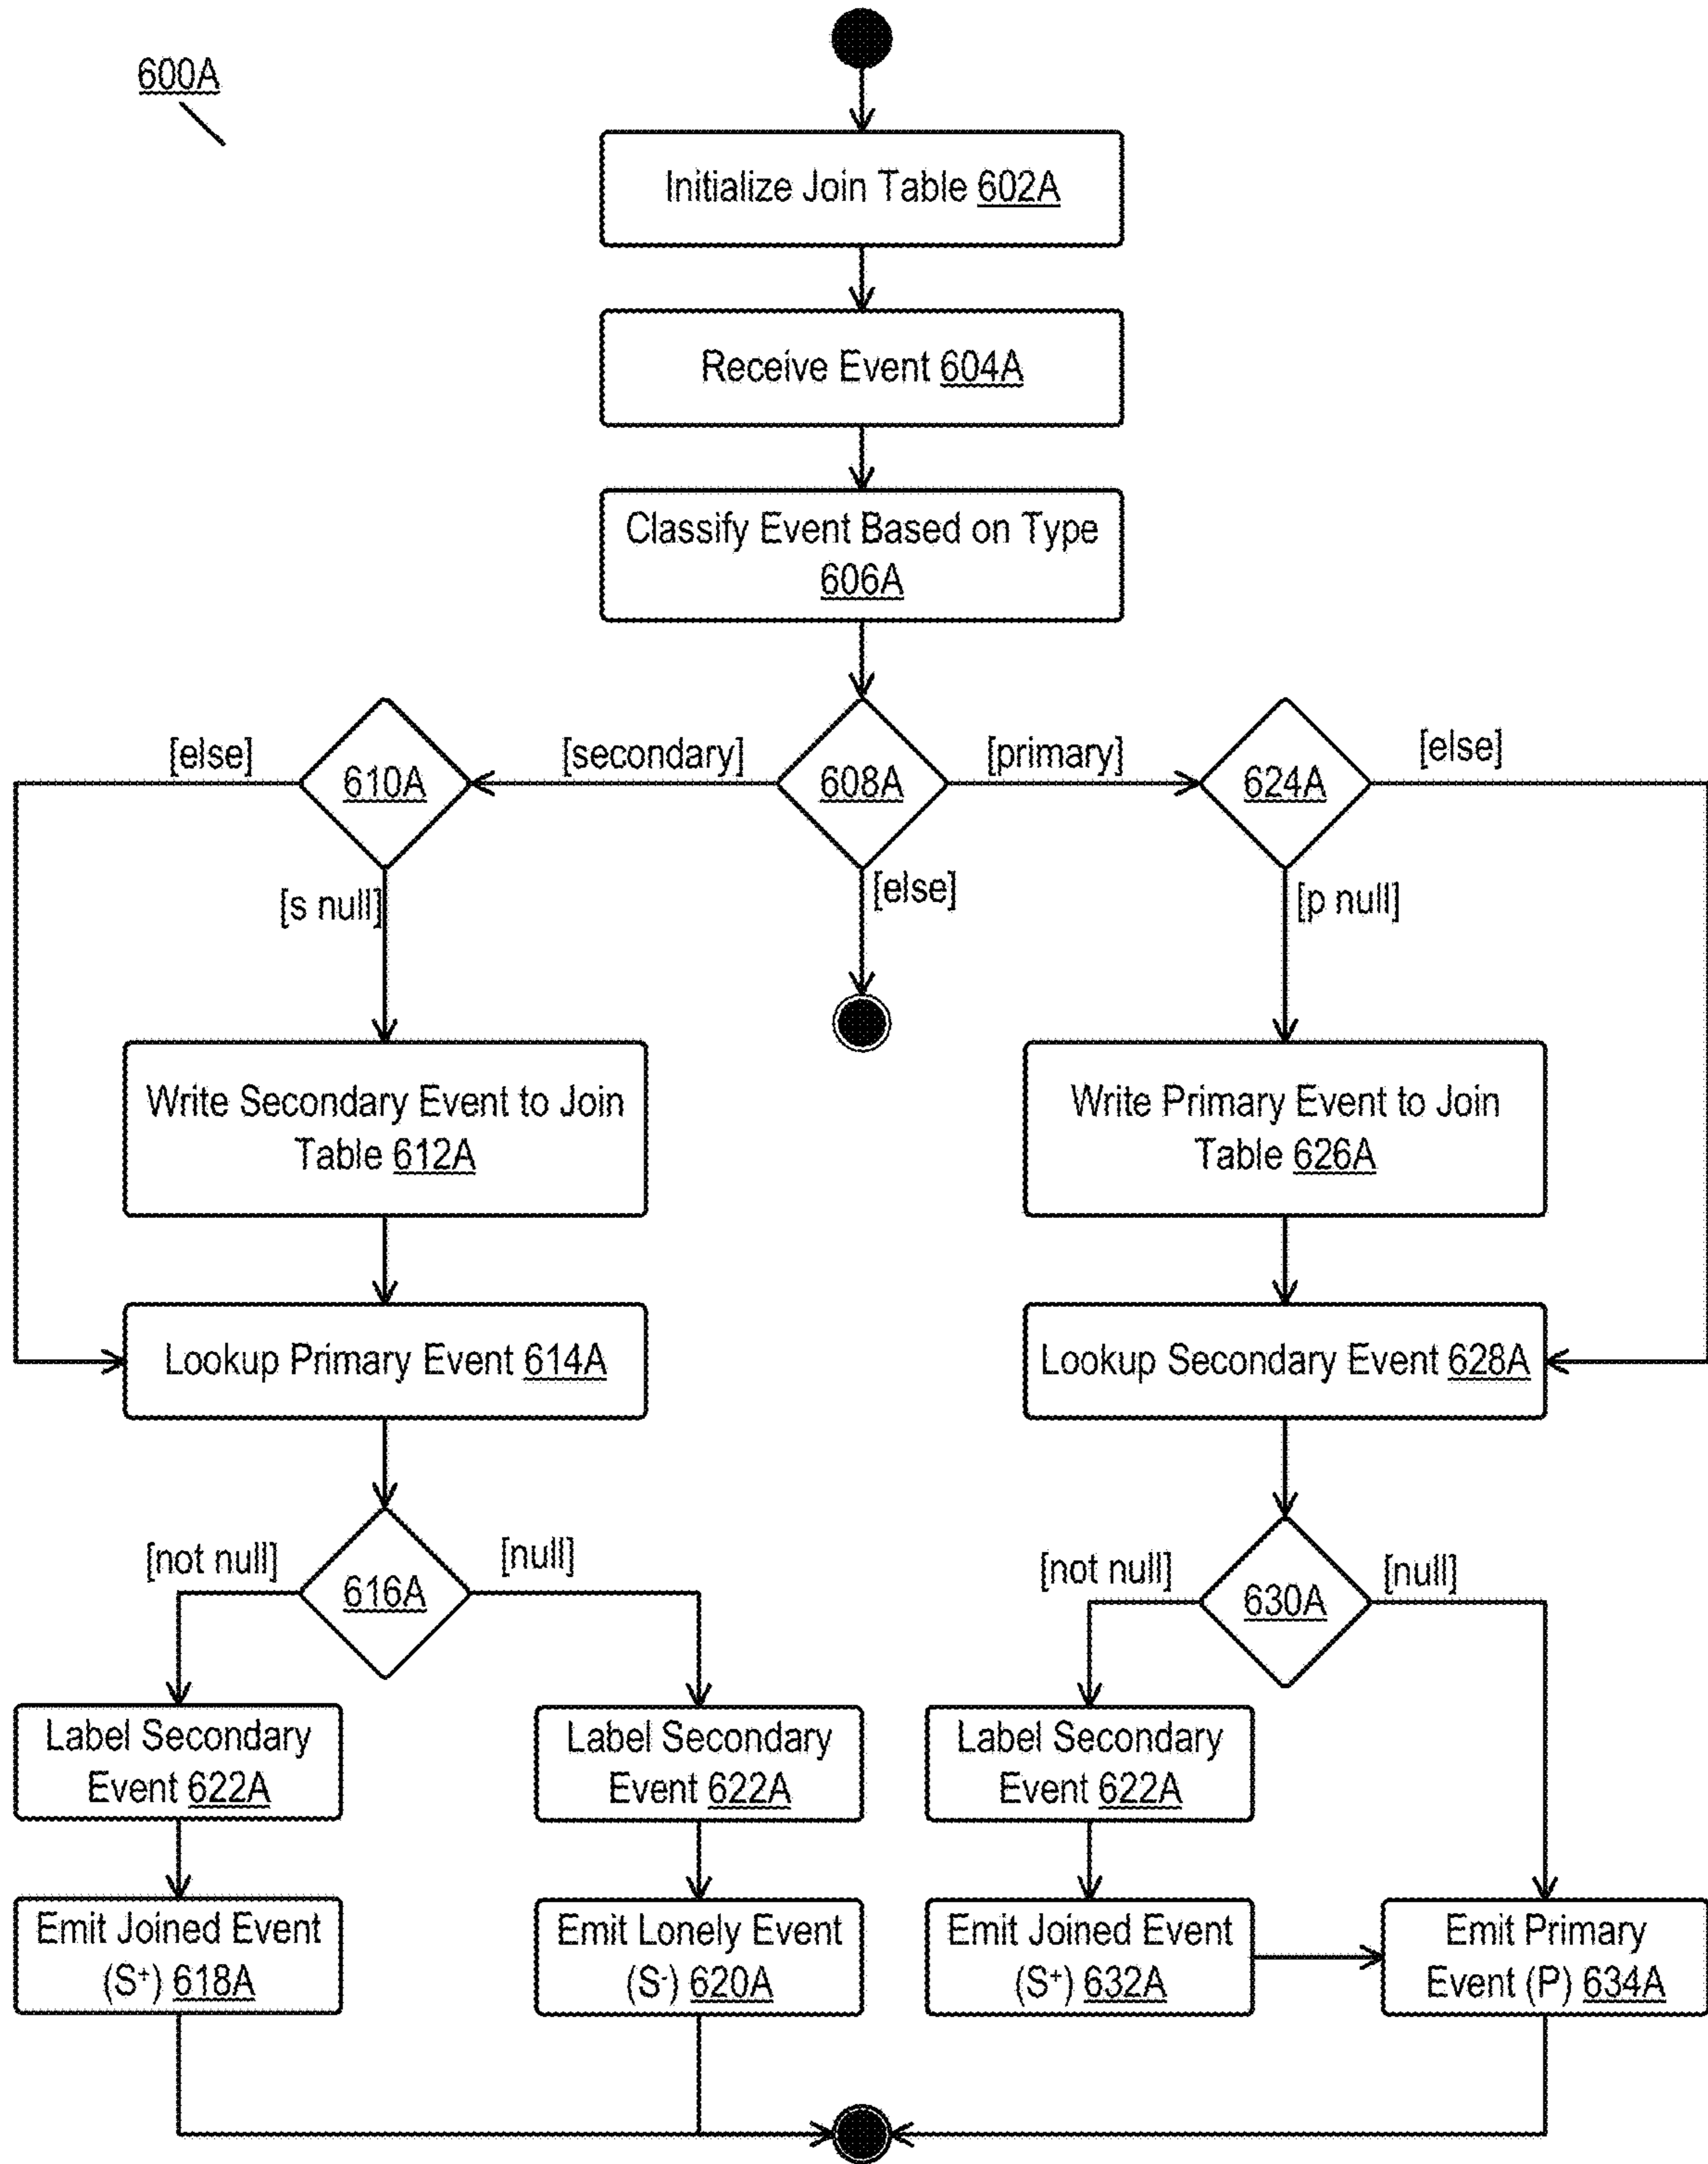 600A
Initialize Join Table 602A
Receive Event 604A
Classify Event Based on Type
606A
[else]
610A
[secondary]
608A
[primary]
624A
[else]
[s null]
[else]
[p null]
Write Secondary Event to Join
Table 612A
Write Primary Event to Join
Table 626A
Lookup Primary Event 614A
Lookup Secondary Event 628A
[not null]
616A
[null]
[not null]
630A
[null]
Label Secondary
Event 622A
Label Secondary
Event 622A
Label Secondary
Event 622A
Emit Joined Event
(S⁺) 618A
Emit Lonely Event
(S⁻) 620A
Emit Joined Event
(S⁺) 632A
Emit Primary
Event (P) 634A